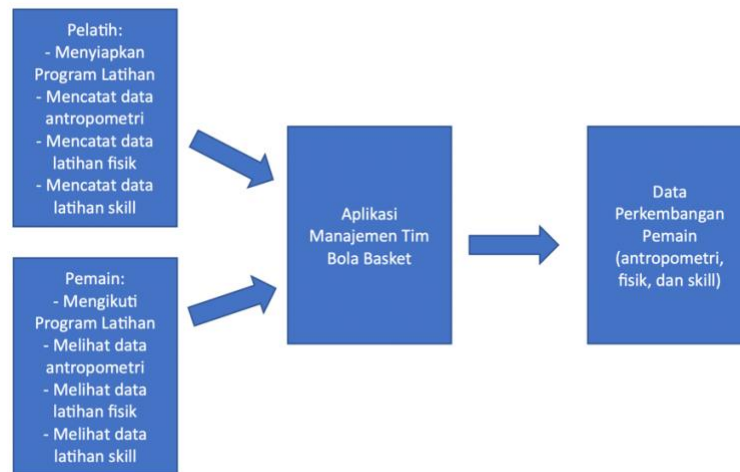 Pelatih:
- Menyiapkan
Program Latihan
- Mencatat data
antropometri
- Mencatat data
latihan fisik
- Mencatat data
latihan skill
Pemain:
- Mengikuti
Program Latihan
- Melihat data
antropometri
- Melihat data
latihan fisik
- Melihat data
latihan skill
Aplikasi
Manajemen Tim
Bola Basket
Data
Perkembangan
Pemain
(antropometri,
fisik, dan skill)